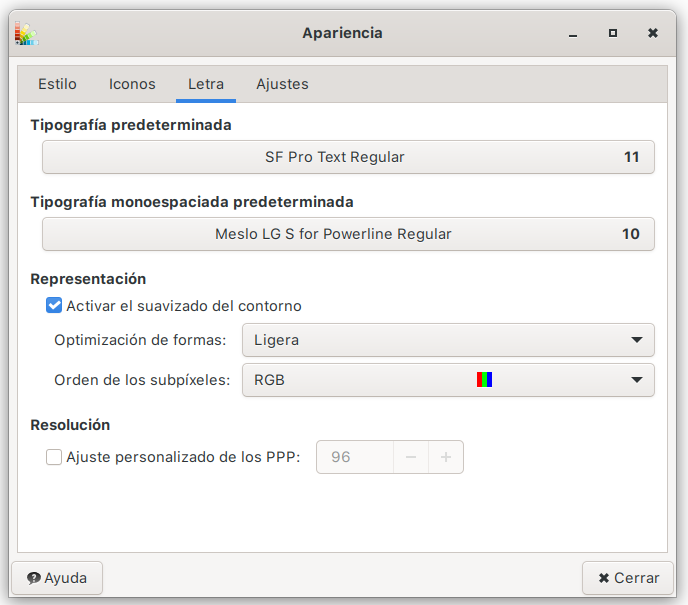 Apariencia
Estilo Iconos Letra Ajustes
Tipografía predeterminada
SF Pro Text Regular 11
Tipografía monoespaciada predeterminada
Meslo LG S for Powerline Regular 10
Representación
Activar el suavizado del contorno
Optimización de formas: Ligera
Orden de los subpíxeles: RGB
Resolución
Ajuste personalizado de los PPP: 96 − +
Ayuda Cerrar